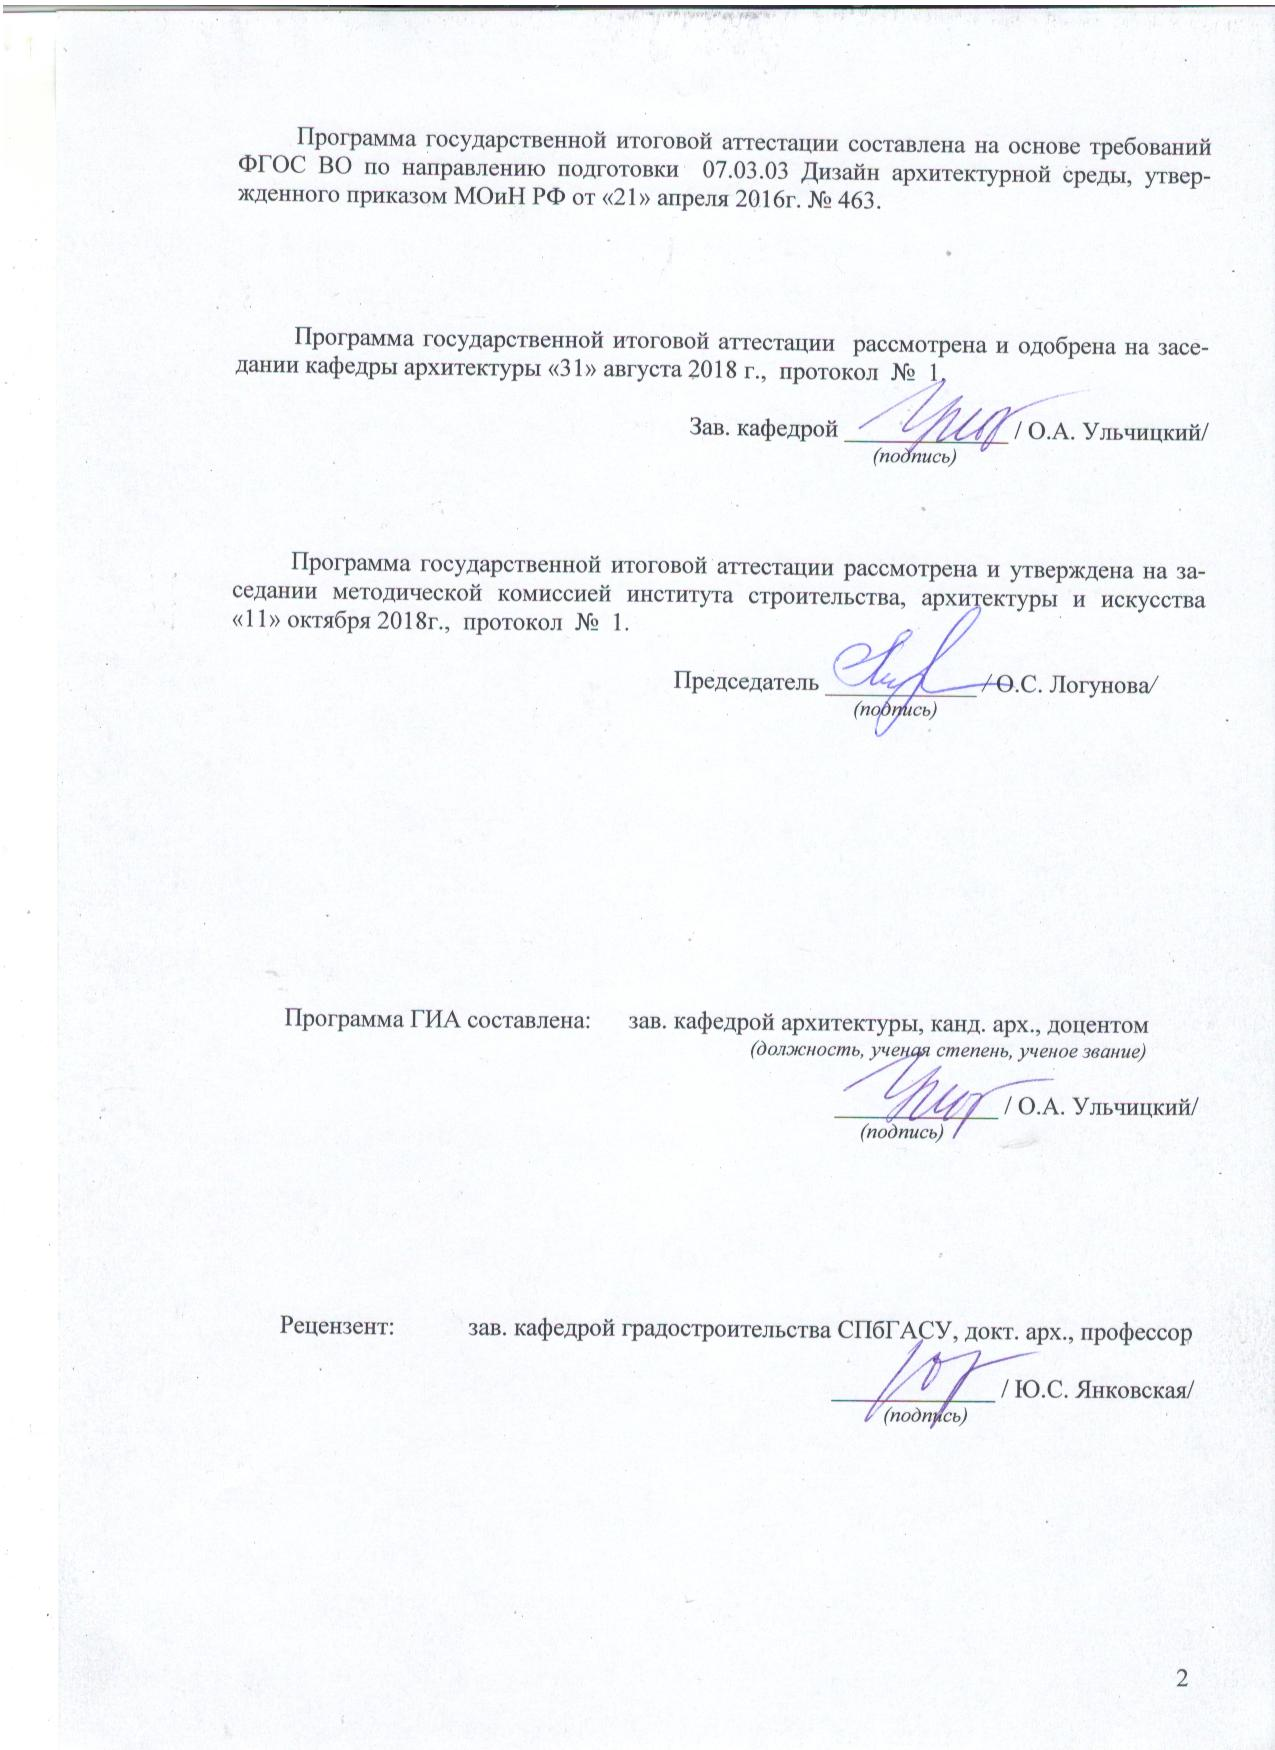 Программа государственной итоговой аттестации составлена на основе требований
ФГОС ВО по направлению подготовки 07.03.03 Дизайн архитектурной среды, утвер-
жденного приказом МОиН РФ от «21» апреля 2016г. № 463.
Программа государственной итоговой аттестации рассмотрена и одобрена на засе-
дании кафедры архитектуры «31» августа 2018 г., протокол № 1.
Зав. кафедрой ______________ / О.А. Ульчицкий/
(подпись)
Программа государственной итоговой аттестации рассмотрена и утверждена на за-
седании методической комиссией института строительства, архитектуры и искусства
«11» октября 2018г., протокол № 1.
Председатель _____________ / О.С. Логунова/
(подпись)
Программа ГИА составлена: зав. кафедрой архитектуры, канд. арх., доцентом
(должность, ученая степень, ученое звание)
______________ / О.А. Ульчицкий/
(подпись)
Рецензент: зав. кафедрой градостроительства СПбГАСУ, докт. арх., профессор
______________ / Ю.С. Янковская/
(подпись)
2